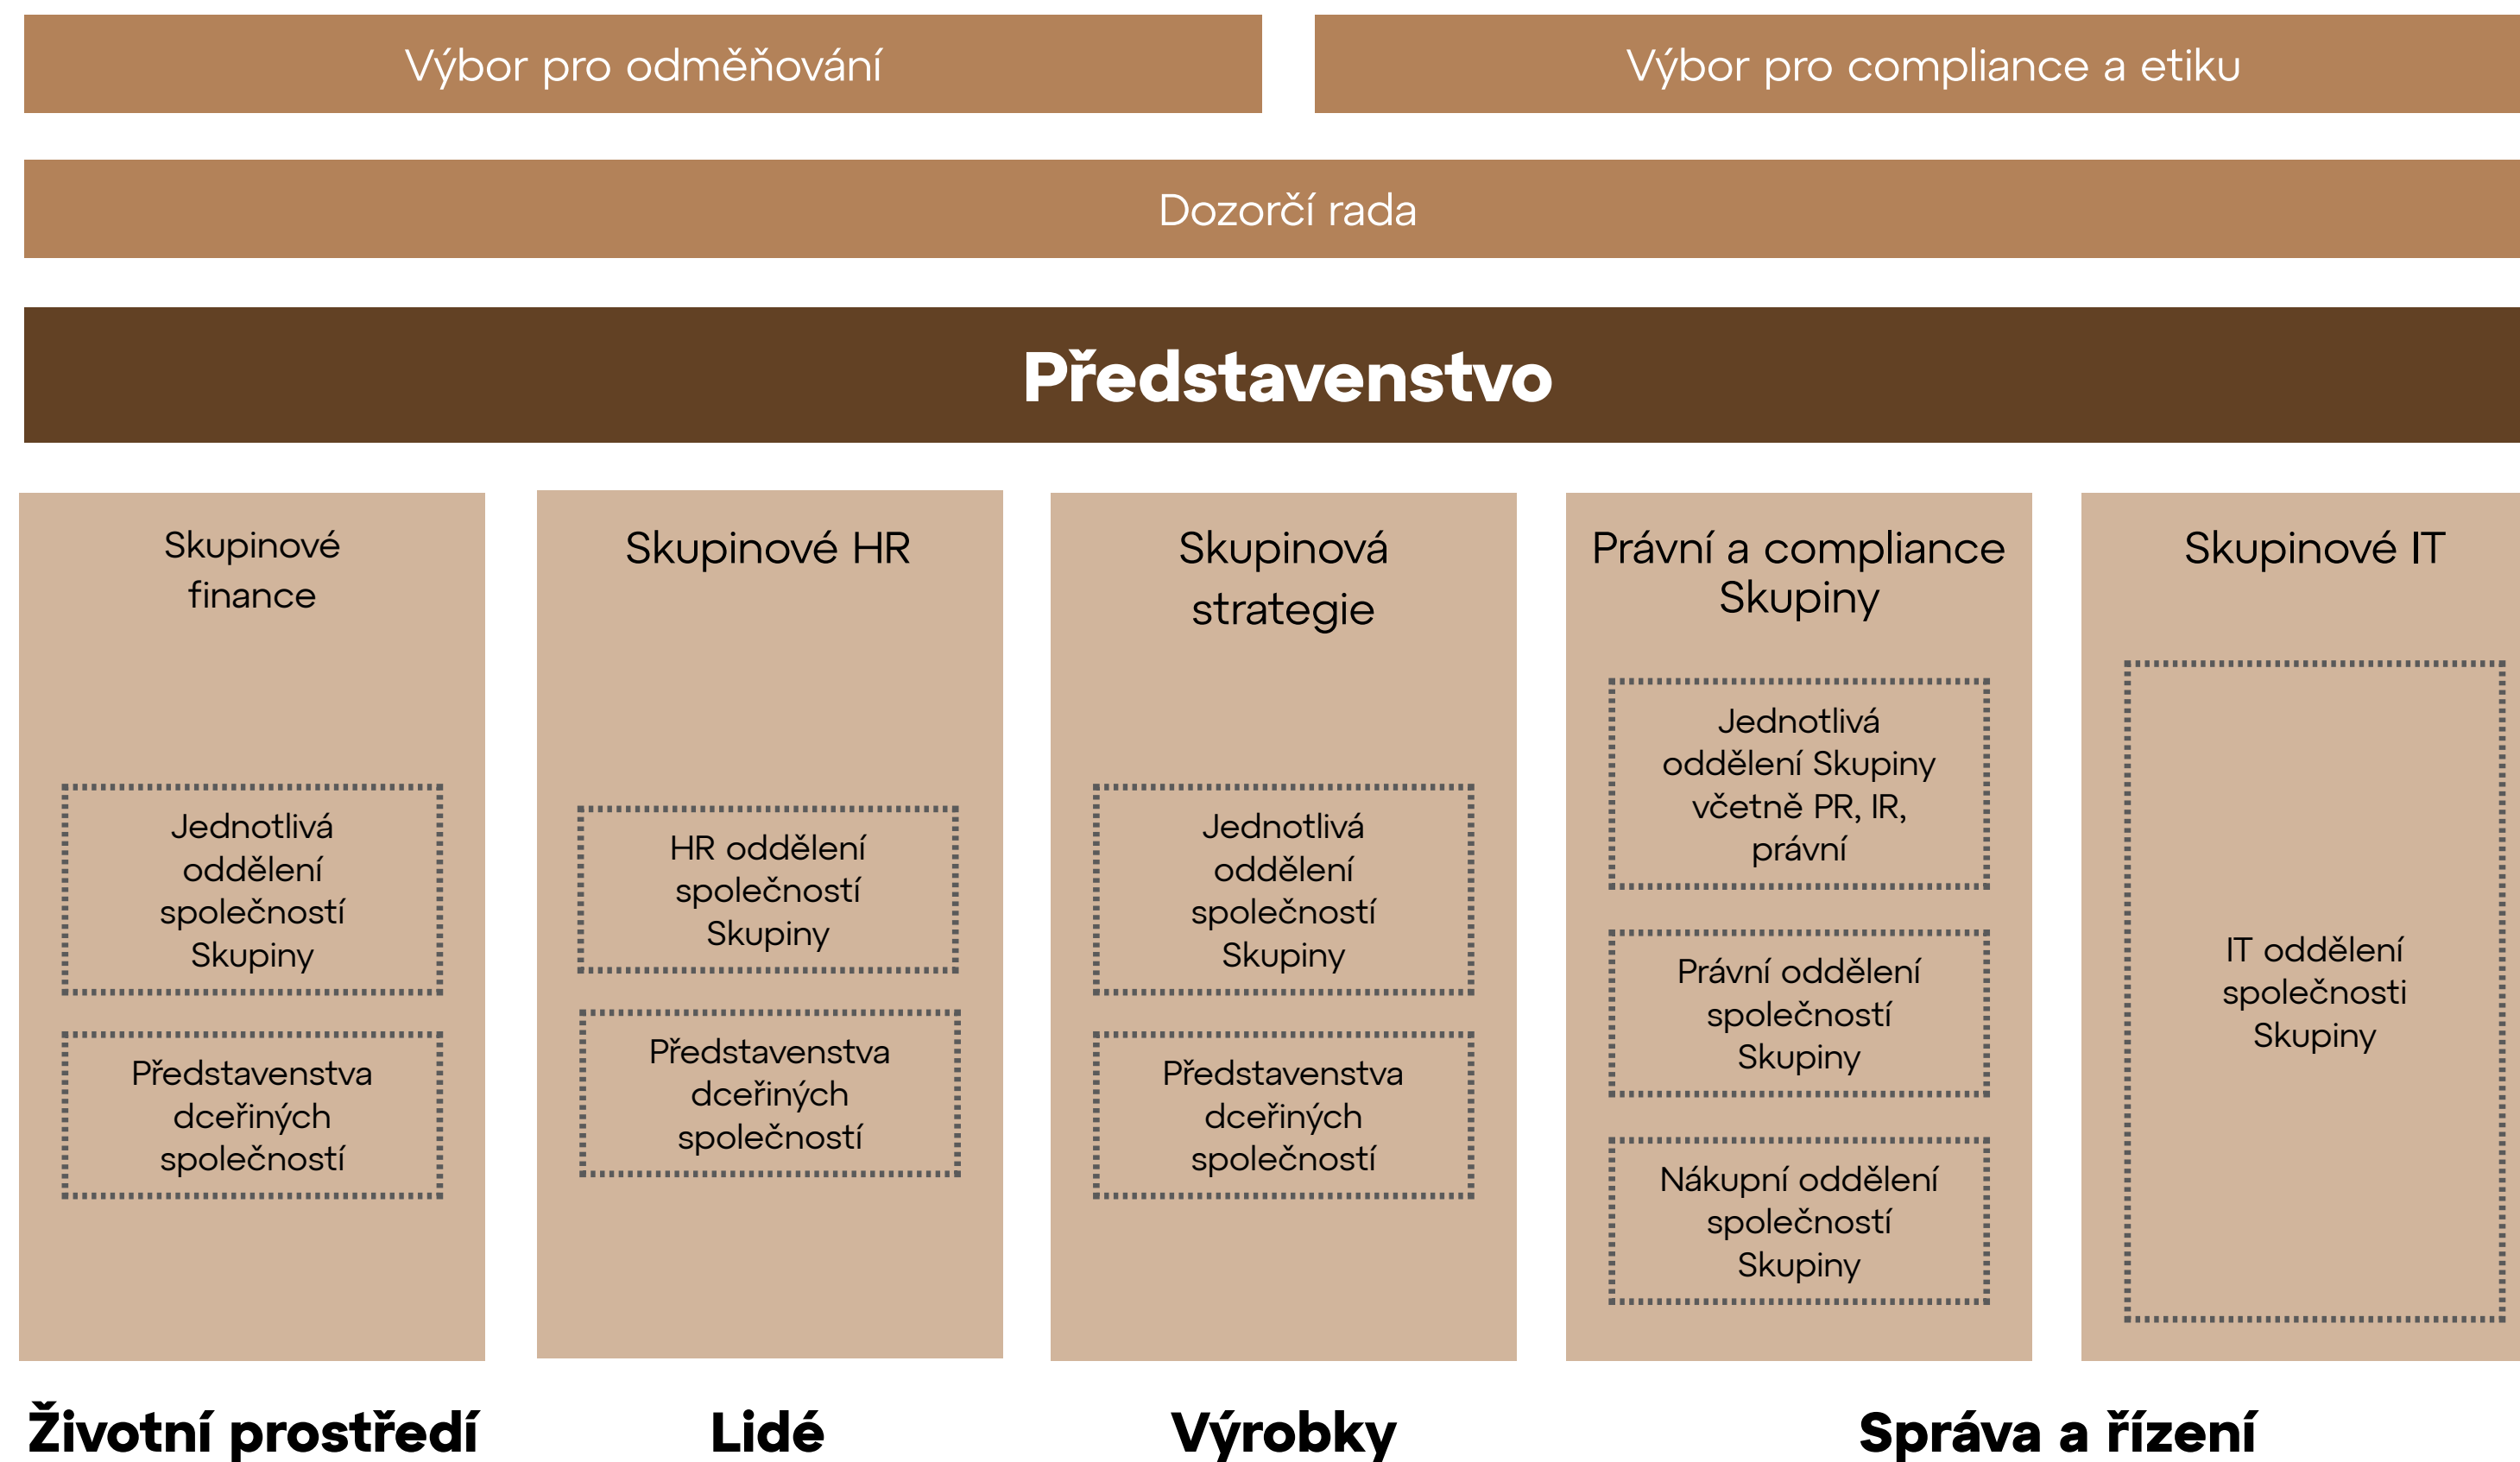 Výbor pro odměňování
Výbor pro compliance a etiku
Dozorčí rada
Představenstvo
Skupinové
finance
Jednotlivá
oddělení
společností
Skupiny
Představenstva
dceřiných
společností
Skupinové HR
HR oddělení
společností
Skupiny
Představenstva
dceřiných
společností
Skupinová
strategie
Jednotlivá
oddělení
společností
Skupiny
Představenstva
dceřiných
společností
Právní a compliance
Skupiny
Jednotlivá
oddělení Skupiny
včetně PR, IR,
právní
Právní oddělení
společností
Skupiny
Nákupní oddělení
společností
Skupiny
Skupinové IT
IT oddělení
společnosti
Skupiny
Životní prostředí
Lidé
Výrobky
Správa a řízení